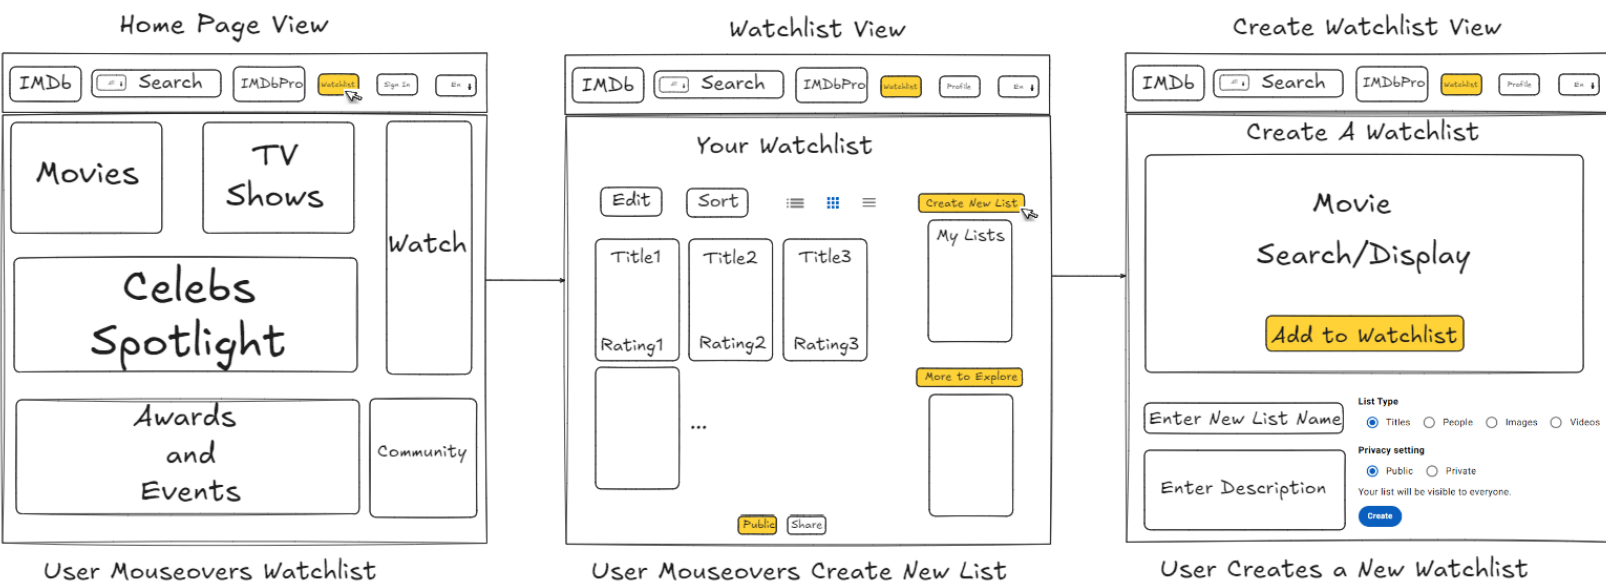 Home Page View
IMDb
Search
IMDbPro
Watchlist
Sign In
En
Movies
TV
Shows
Watch
Celebs
Spotlight
Awards
and
Events
Community
User Mouseovers Watchlist
Watchlist View
IMDb
Search
IMDbPro
Watchlist
Profile
En
Your Watchlist
Edit
Sort
Create New List
My Lists
Title1
Title2
Title3
Rating1
Rating2
Rating3
More to Explore
...
Public
Share
User Mouseovers Create New List
Create Watchlist View
IMDb
Search
IMDbPro
Watchlist
Profile
En
Create A Watchlist
Movie
Search/Display
Add to Watchlist
Enter New List Name
Enter Description
List Type
Titles People Images Videos
Privacy setting
Public Private
Your list will be visible to everyone.
Create
User Creates a New Watchlist